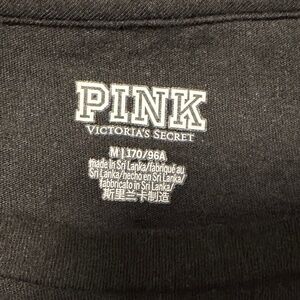 PINK
VICTORIA'S SECRET
M | 170/96A
made in Sri Lanka/fabriqué au
Sri Lanka/hecho en Sri Lanka/
fabbricato in Sri Lanka/
斯里兰卡制造